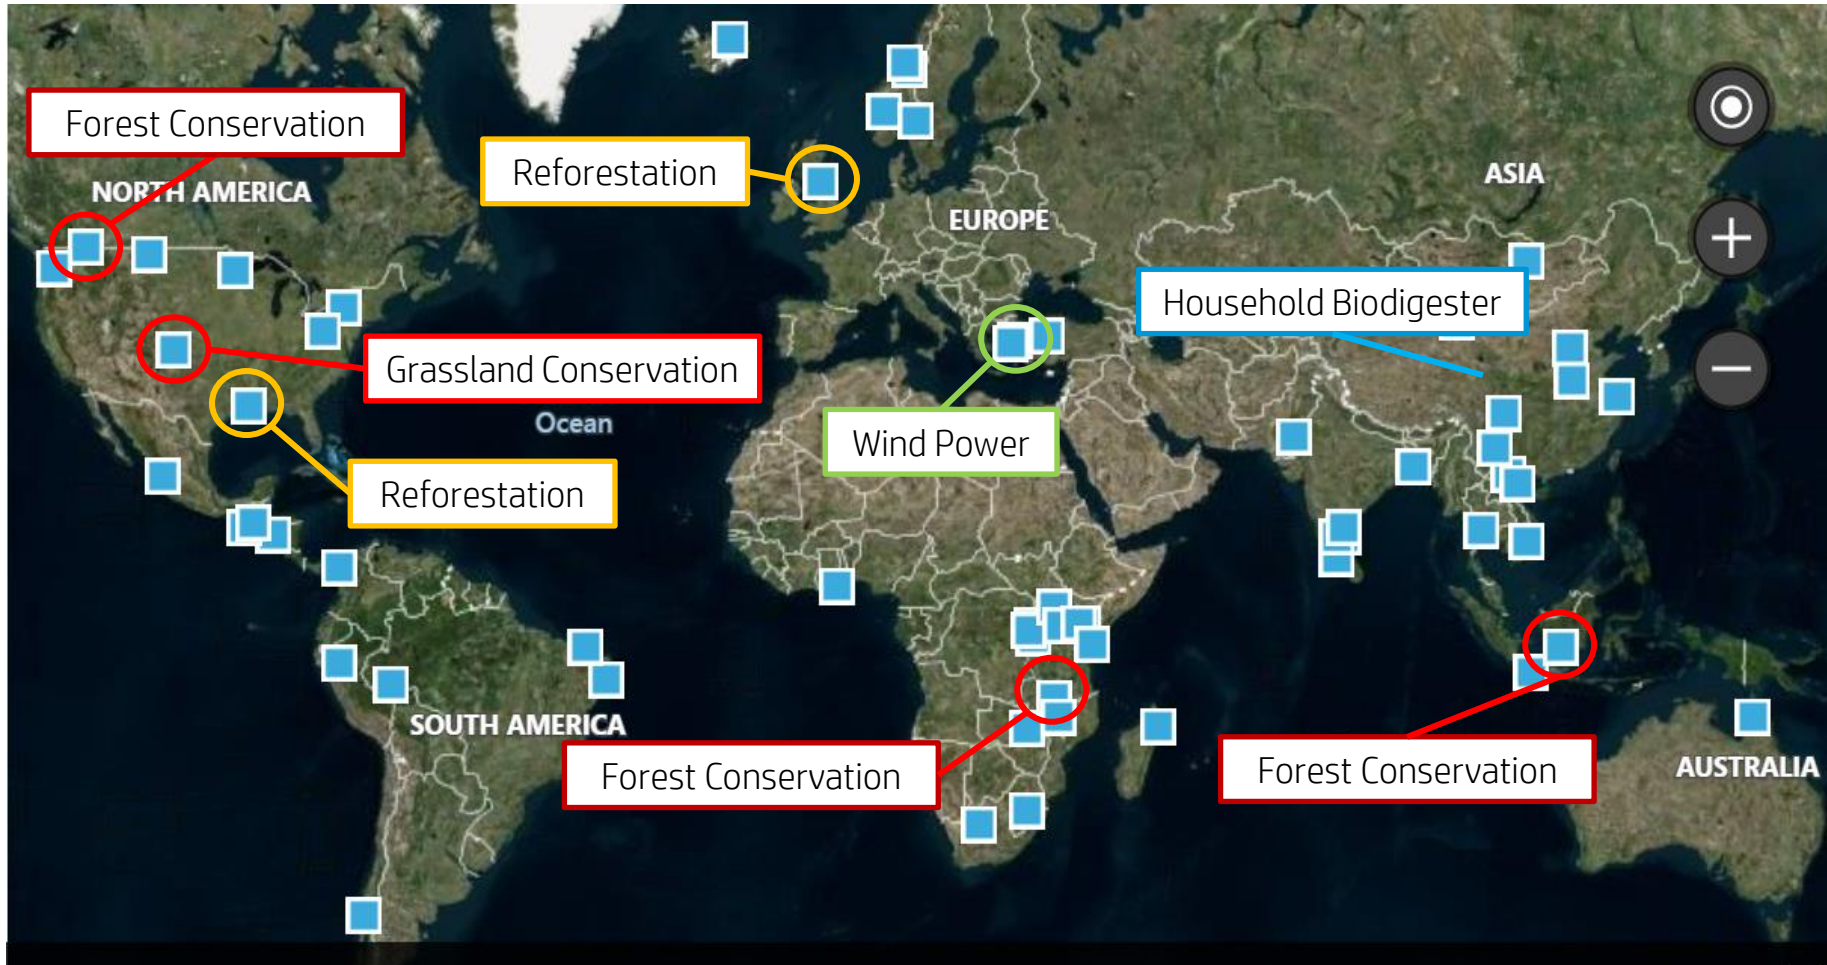 Forest Conservation
Reforestation
ASIA
NORTH AMERICA
EUROPE
Household Biodigester
Grassland Conservation
Ocean
Wind Power
Reforestation
SOUTH AMERICA
Forest Conservation
Forest Conservation
AUSTRALIA